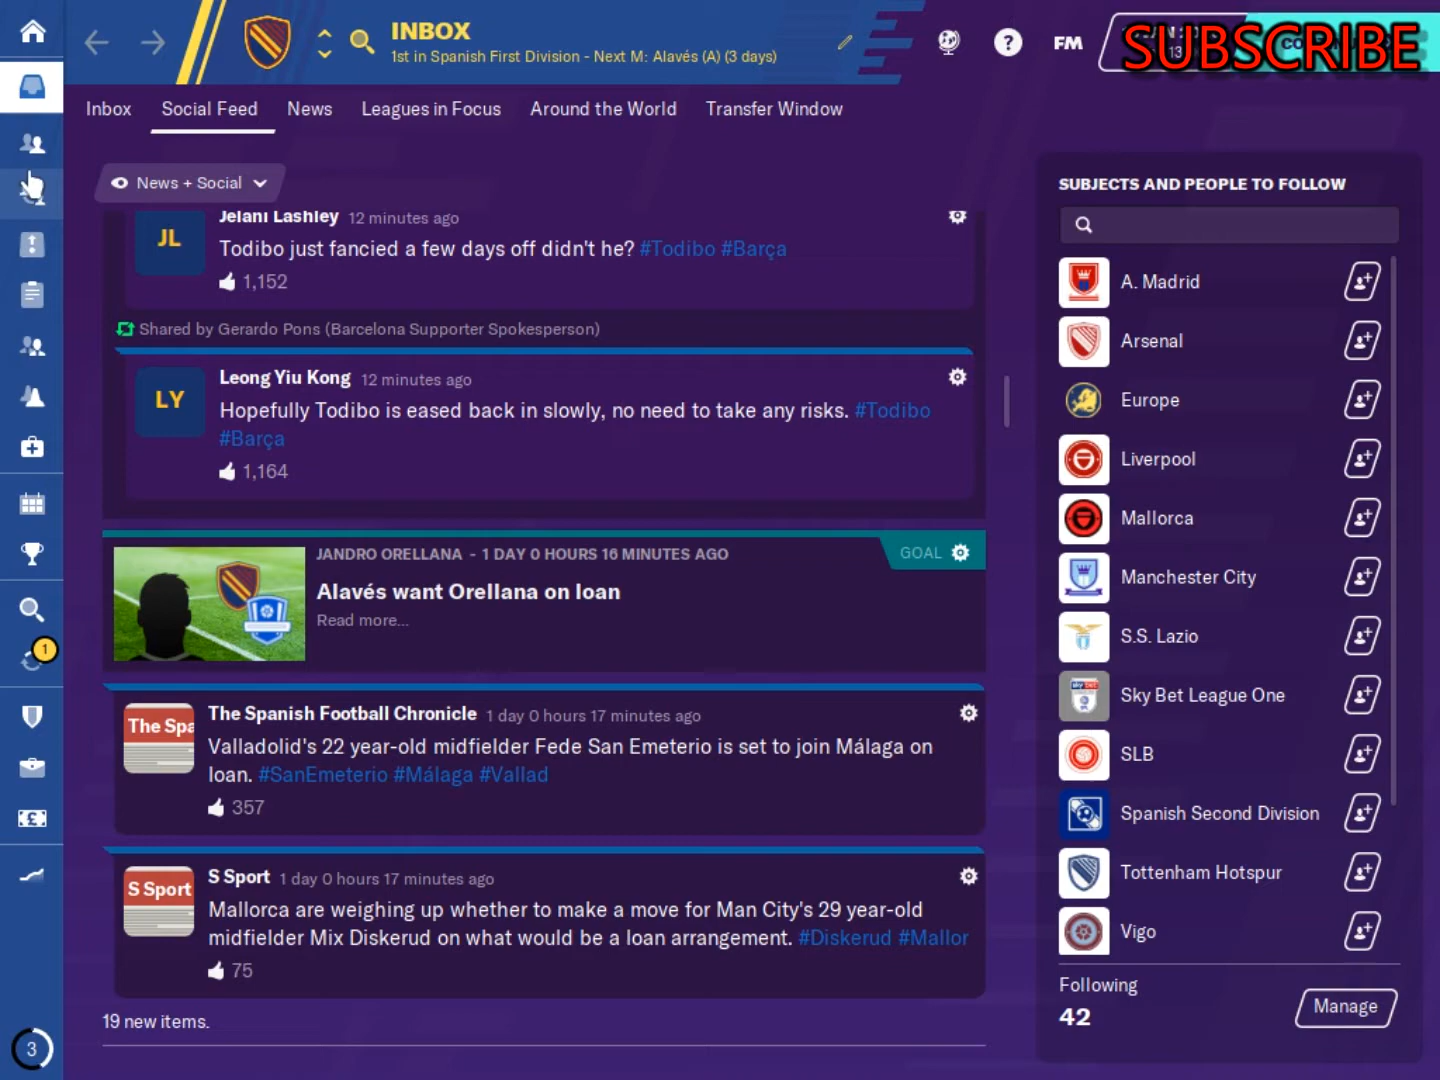 INBOX
1st in Spanish First Division - Next M: Alavés (A) (3 days)
FM
SUBSCRIBE
Inbox Social Feed News Leagues in Focus Around the World Transfer Window
News + Social
Jelani Lashley 12 minutes ago
JL
Todibo just fancied a few days off didn't he? #Todibo #Barça
1,152
Shared by Gerardo Pons (Barcelona Supporter Spokesperson)
Leong Yiu Kong 12 minutes ago
LY
Hopefully Todibo is eased back in slowly, no need to take any risks. #Todibo
#Barça
1,164
JANDRO ORELLANA - 1 DAY 0 HOURS 16 MINUTES AGO
GOAL
Alavés want Orellana on loan
Read more...
The Spanish Football Chronicle 1 day 0 hours 17 minutes ago
The Spa
Valladolid's 22 year-old midfielder Fede San Emeterio is set to join Málaga on
loan. #SanEmeterio #Málaga #Vallad
357
S Sport 1 day 0 hours 17 minutes ago
S Sport
Mallorca are weighing up whether to make a move for Man City's 29 year-old
midfielder Mix Diskerud on what would be a loan arrangement. #Diskerud #Mallor
75
19 new items.
SUBJECTS AND PEOPLE TO FOLLOW
A. Madrid
Arsenal
Europe
Liverpool
Mallorca
Manchester City
S.S. Lazio
sky bet
Sky Bet League One
SLB
Spanish Second Division
Tottenham Hotspur
Vigo
Following
42
Manage
1
3